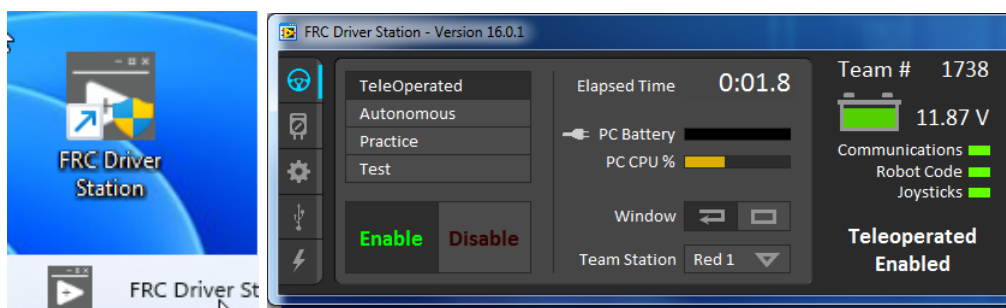 FRC Driver
Station
FRC Driver St
FRC Driver Station - Version 16.0.1
TeleOperated
Autonomous
Practice
Test
Enable Disable
Elapsed Time 0:01.8
PC Battery
PC CPU %
Window
Team Station Red 1
Team # 1738
11.87 V
Communications
Robot Code
Joysticks
Teleoperated
Enabled